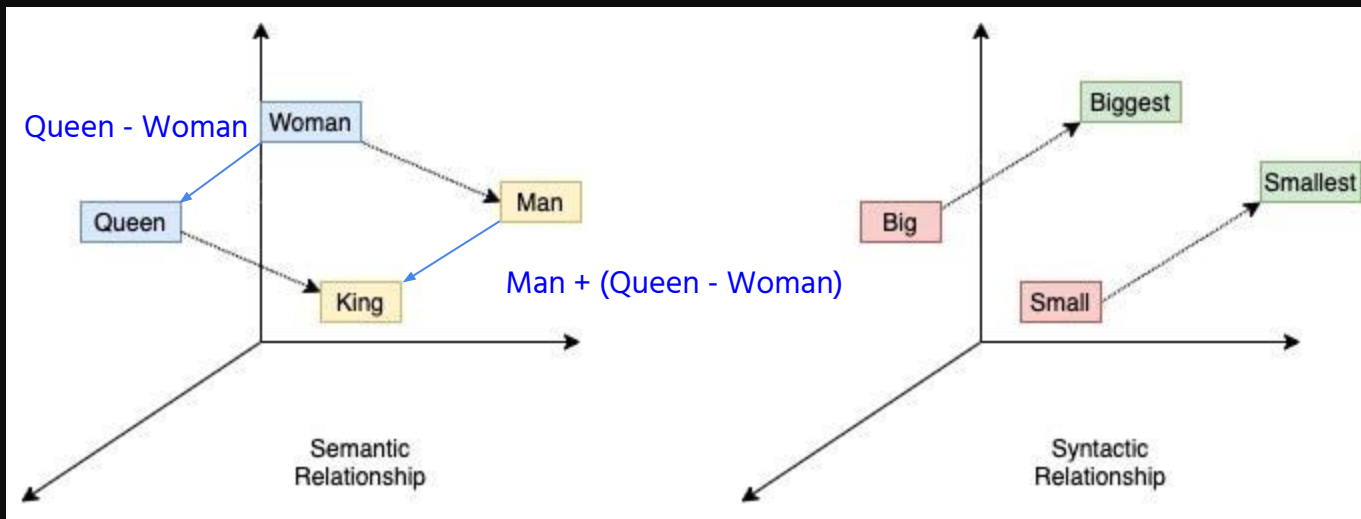 Queen - Woman
Woman
Queen
Man
King
Man + (Queen - Woman)
Semantic
Relationship
Biggest
Smallest
Big
Small
Syntactic
Relationship